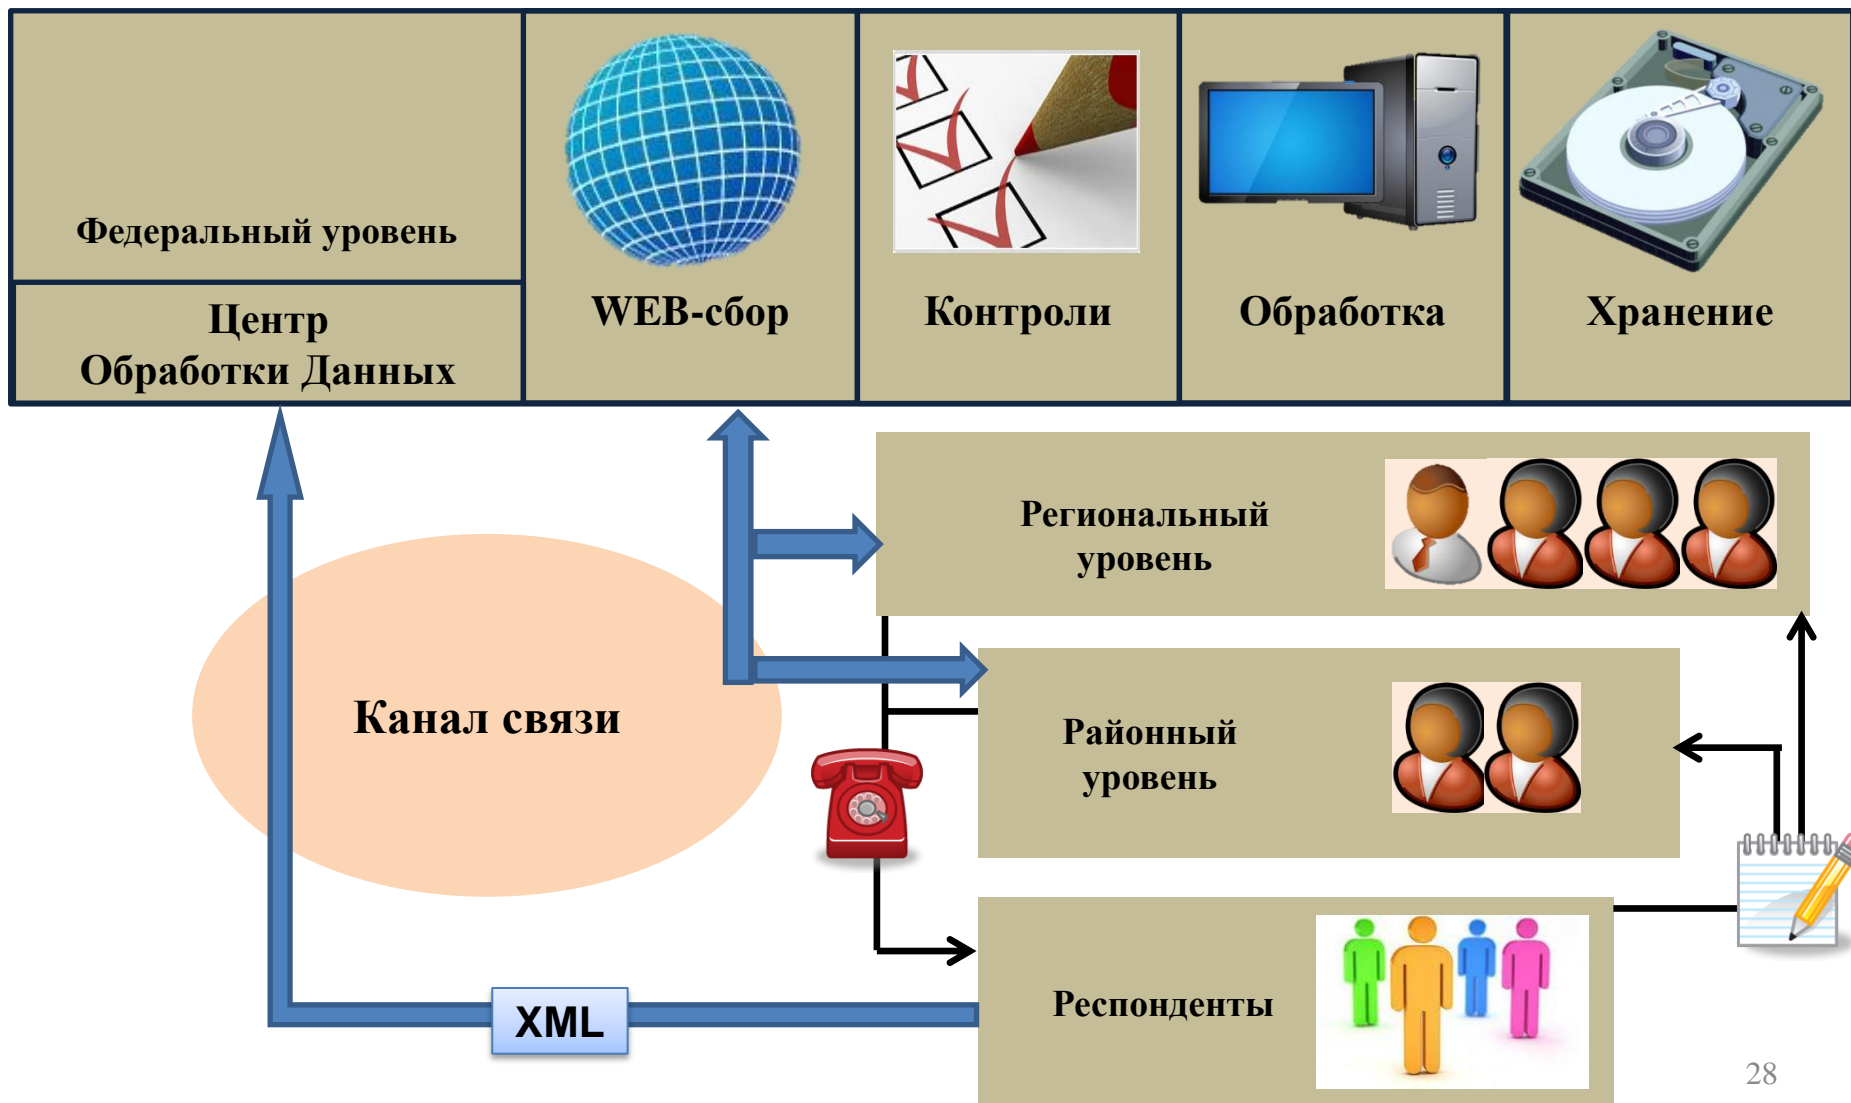 Федеральный уровень
Центр
Обработки Данных
WEB-сбор
Контроли
Обработка
Хранение
Региональный
уровень
Канал связи
Районный
уровень
Респонденты
XML
28